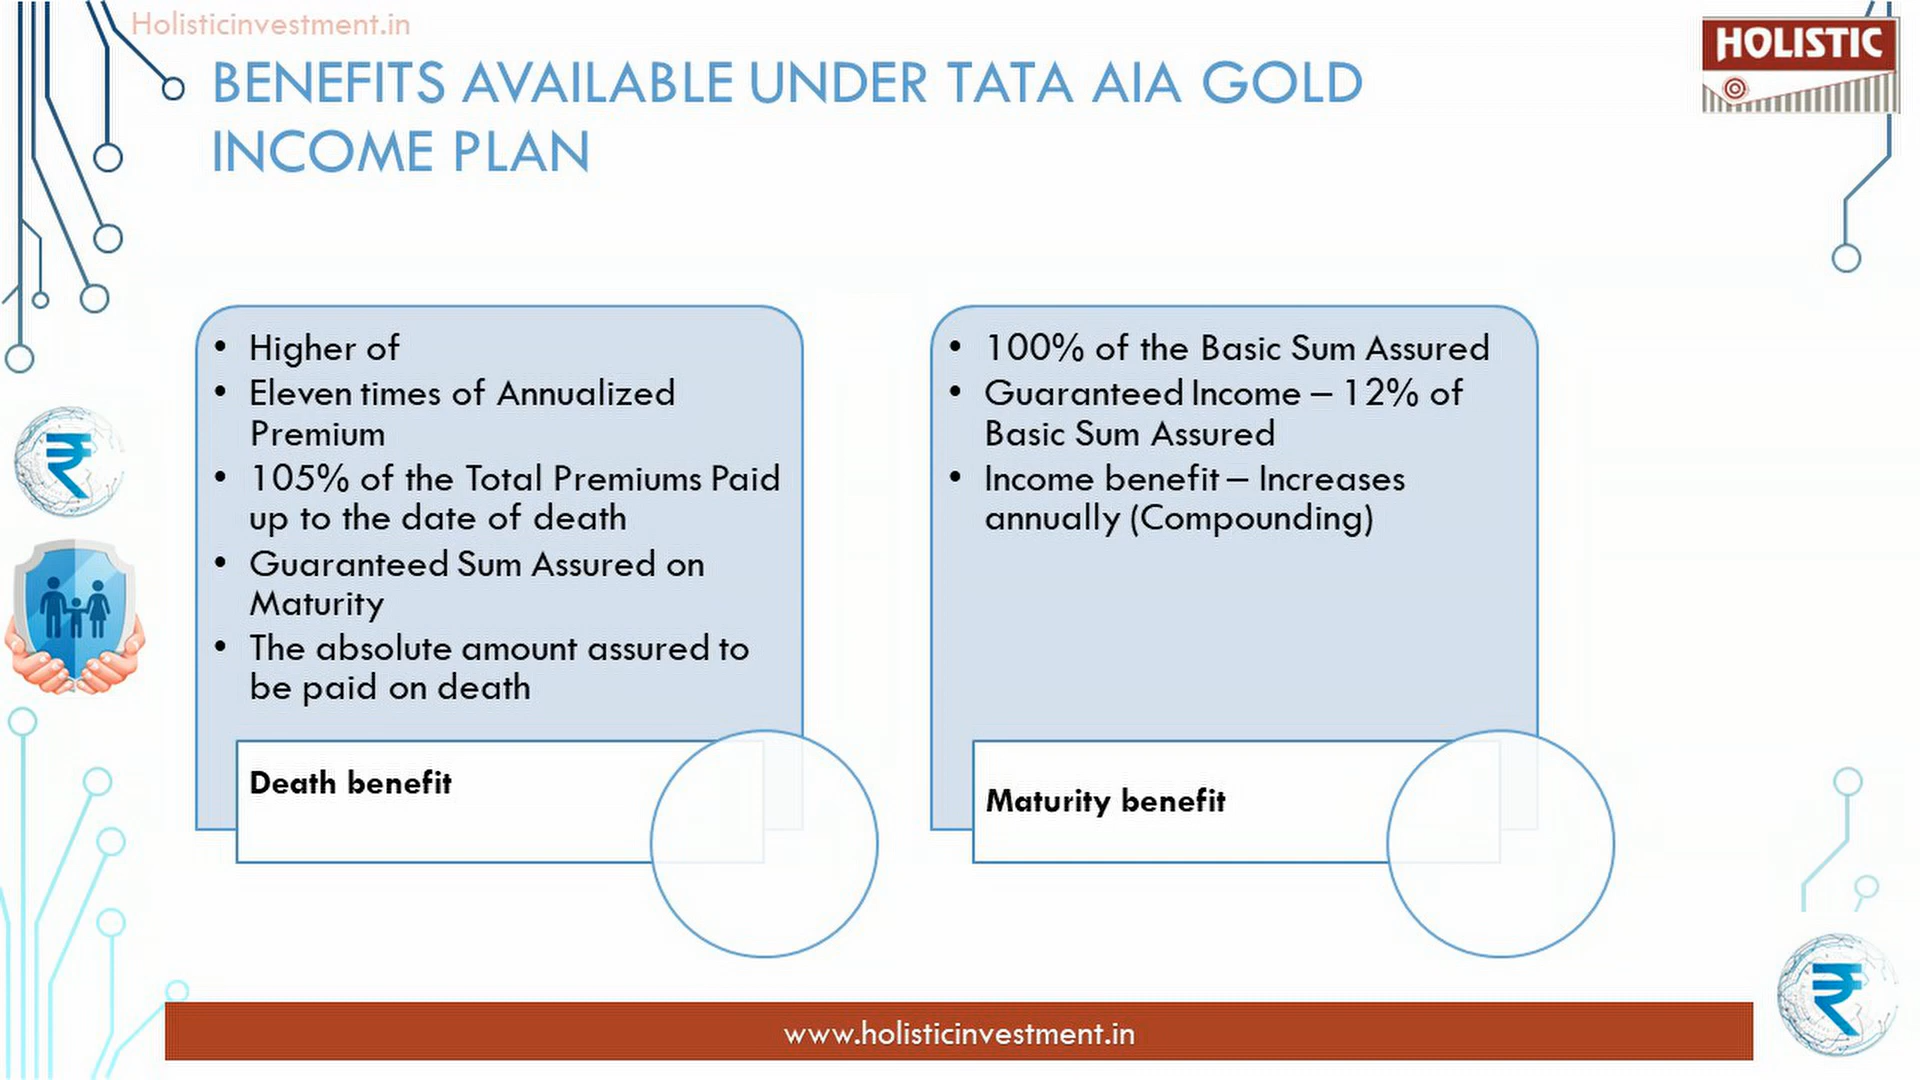 Holisticinvestment.in
HOLISTIC
BENEFITS AVAILABLE UNDER TATA AIA GOLD
INCOME PLAN
• Higher of
• Eleven times of Annualized
Premium
• 105% of the Total Premiums Paid
up to the date of death
• Guaranteed Sum Assured on
Maturity
• The absolute amount assured to
be paid on death
Death benefit
• 100% of the Basic Sum Assured
• Guaranteed Income – 12% of
Basic Sum Assured
• Income benefit – Increases
annually (Compounding)
Maturity benefit
www.holisticinvestment.in